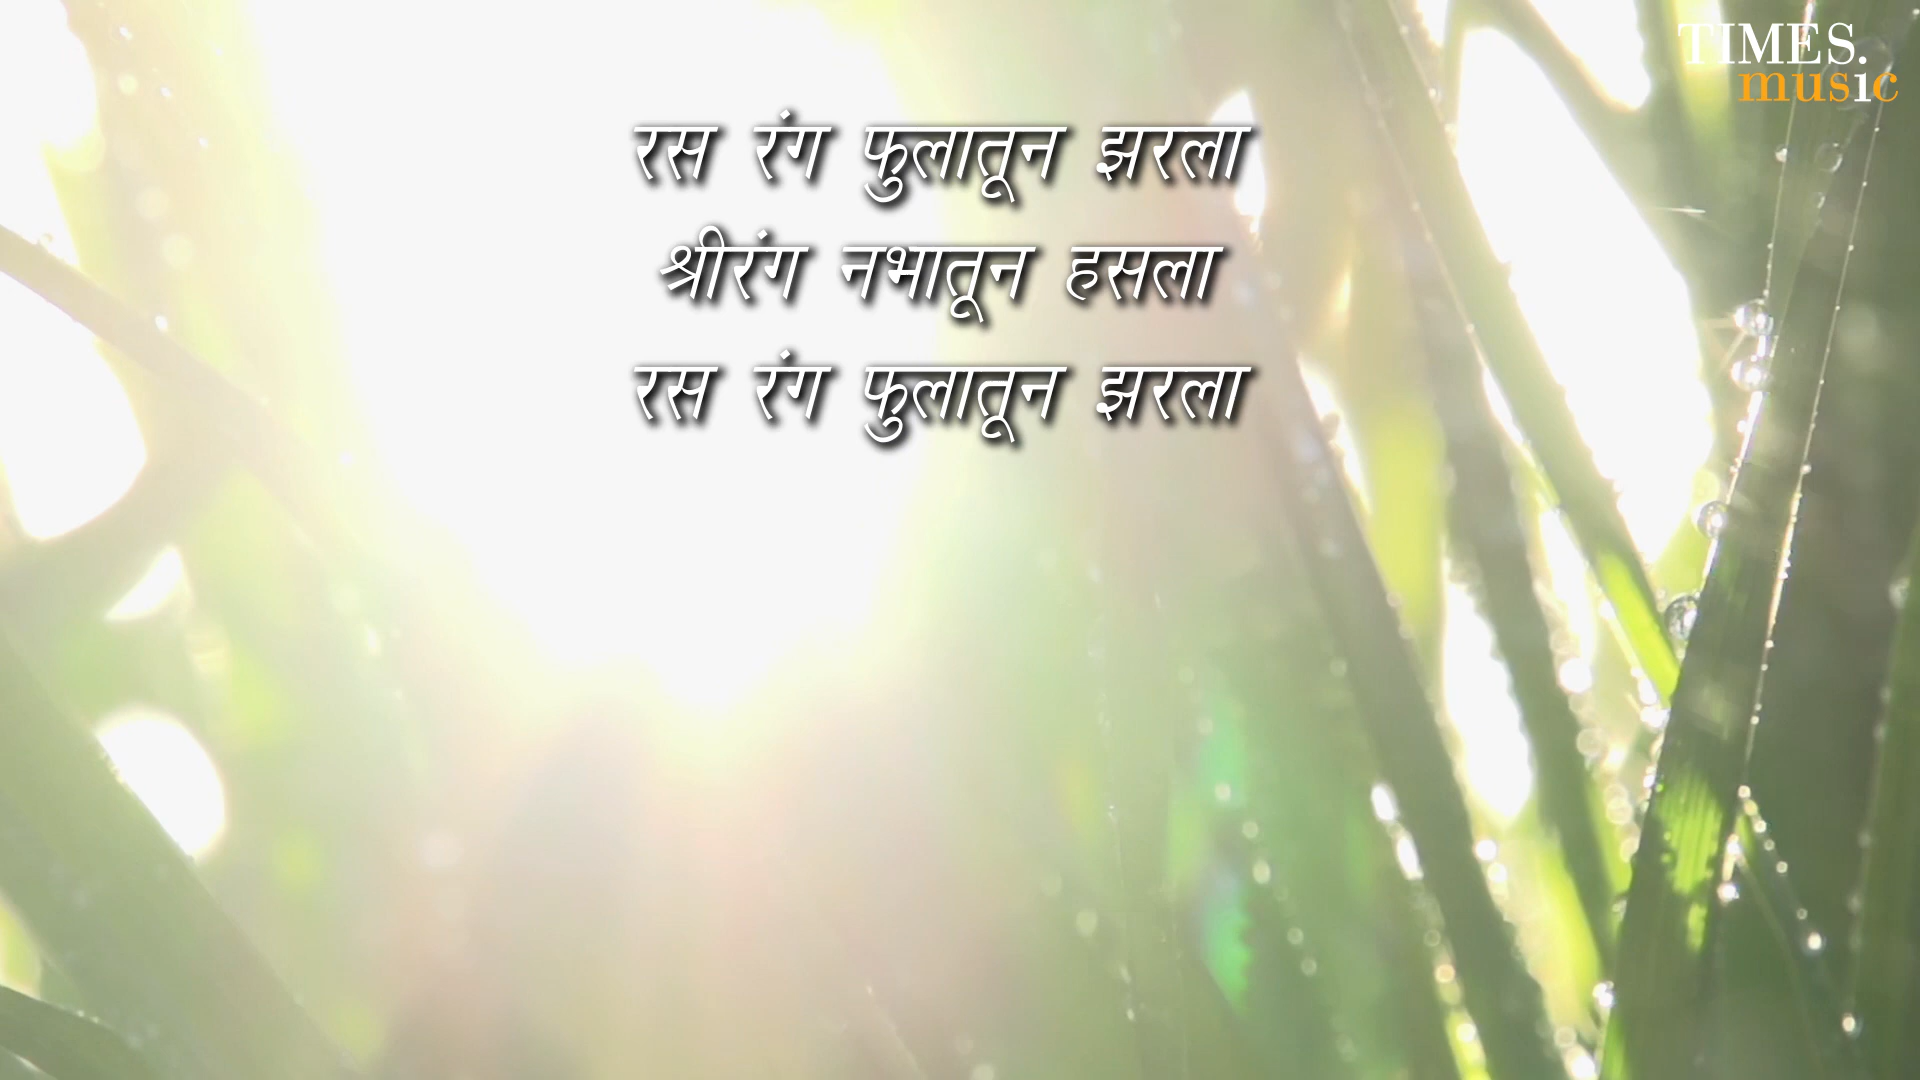 TIMES.
music
रस रंग फुलातून झरला
श्रीरंग नभातून हसला
रस रंग फुलातून झरला